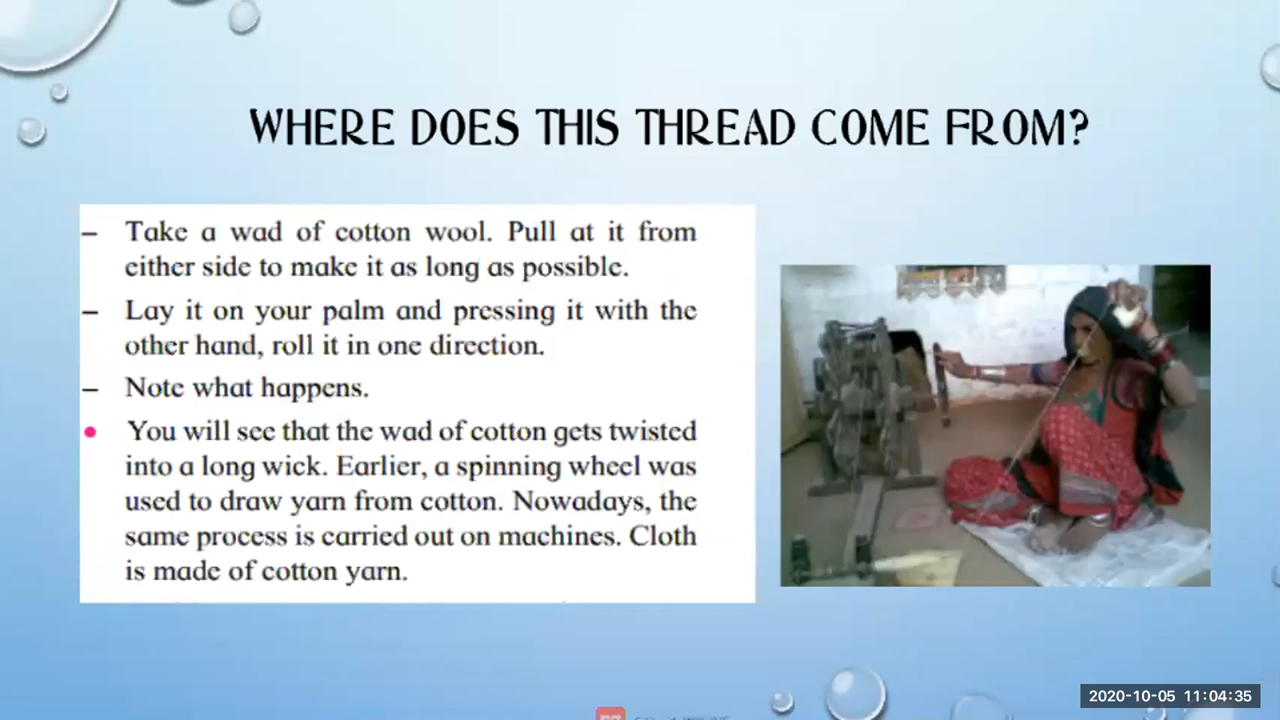 WHERE DOES THIS THREAD COME FROM?
– Take a wad of cotton wool. Pull at it from
either side to make it as long as possible.
– Lay it on your palm and pressing it with the
other hand, roll it in one direction.
– Note what happens.
• You will see that the wad of cotton gets twisted
into a long wick. Earlier, a spinning wheel was
used to draw yarn from cotton. Nowadays, the
same process is carried out on machines. Cloth
is made of cotton yarn.
2020-10-05 11:04:35